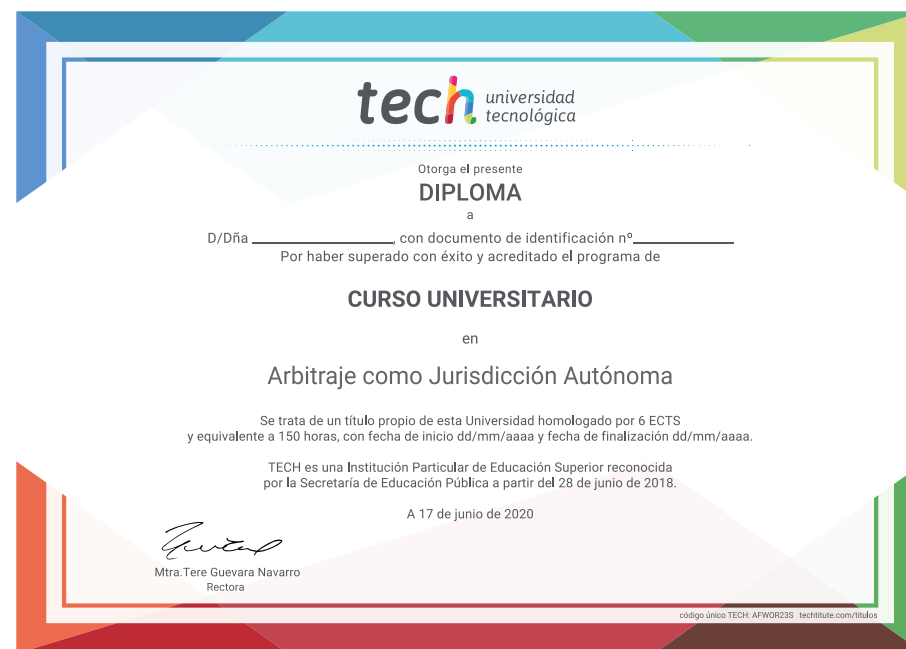 tech universidad
tecnológica
Otorga el presente
DIPLOMA
a
D/Dña ____________________, con documento de identificación nº______________
Por haber superado con éxito y acreditado el programa de
CURSO UNIVERSITARIO
en
Arbitraje como Jurisdicción Autónoma
Se trata de un título propio de esta Universidad homologado por 6 ECTS
y equivalente a 150 horas, con fecha de inicio dd/mm/aaaa y fecha de finalización dd/mm/aaaa.
TECH es una Institución Particular de Educación Superior reconocida
por la Secretaría de Educación Pública a partir del 28 de junio de 2018.
A 17 de junio de 2020
Mtra.Tere Guevara Navarro
Rectora
código único TECH: AFWOR23S techtitute.com/titulos